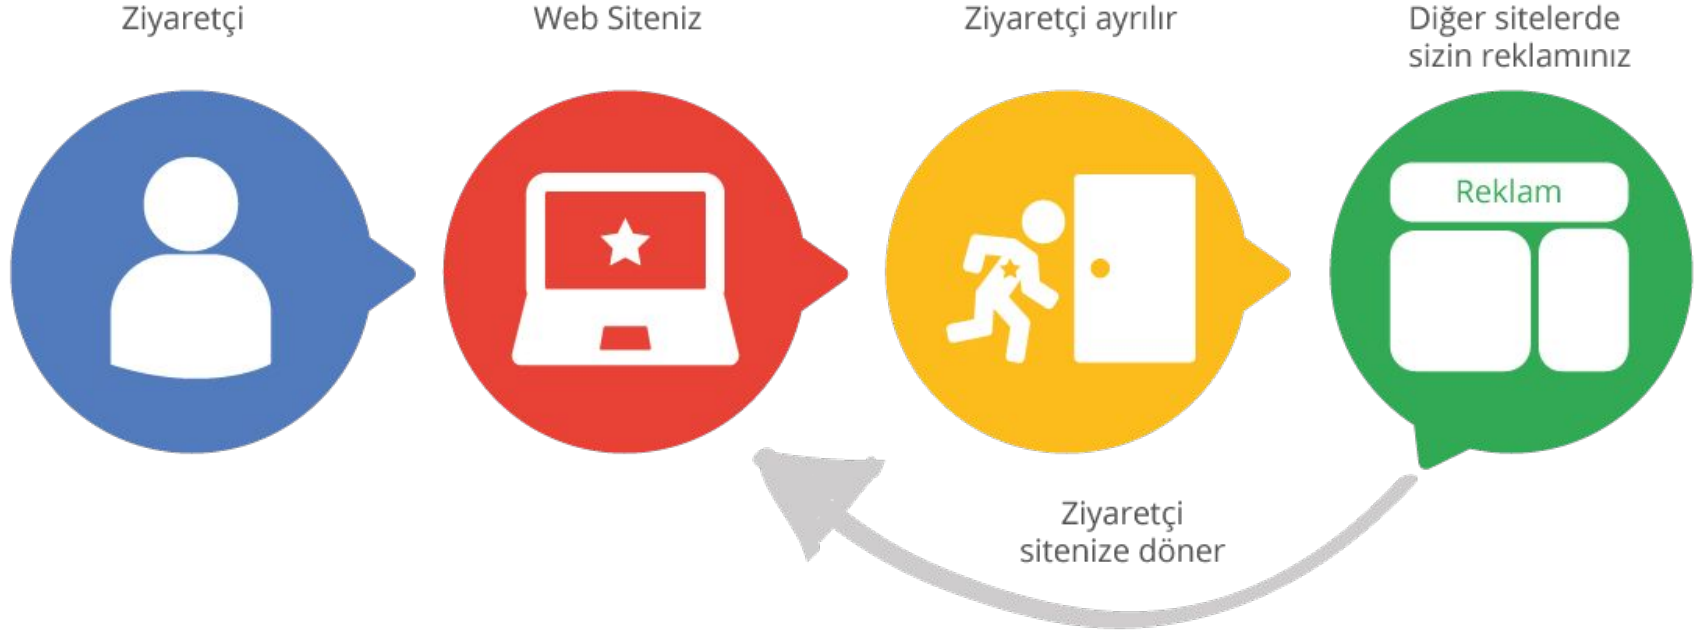 Ziyaretçi
Web Siteniz
Ziyaretçi ayrılır
Diğer sitelerde
sizin reklamınız
Reklam
Ziyaretçi
sitenize döner